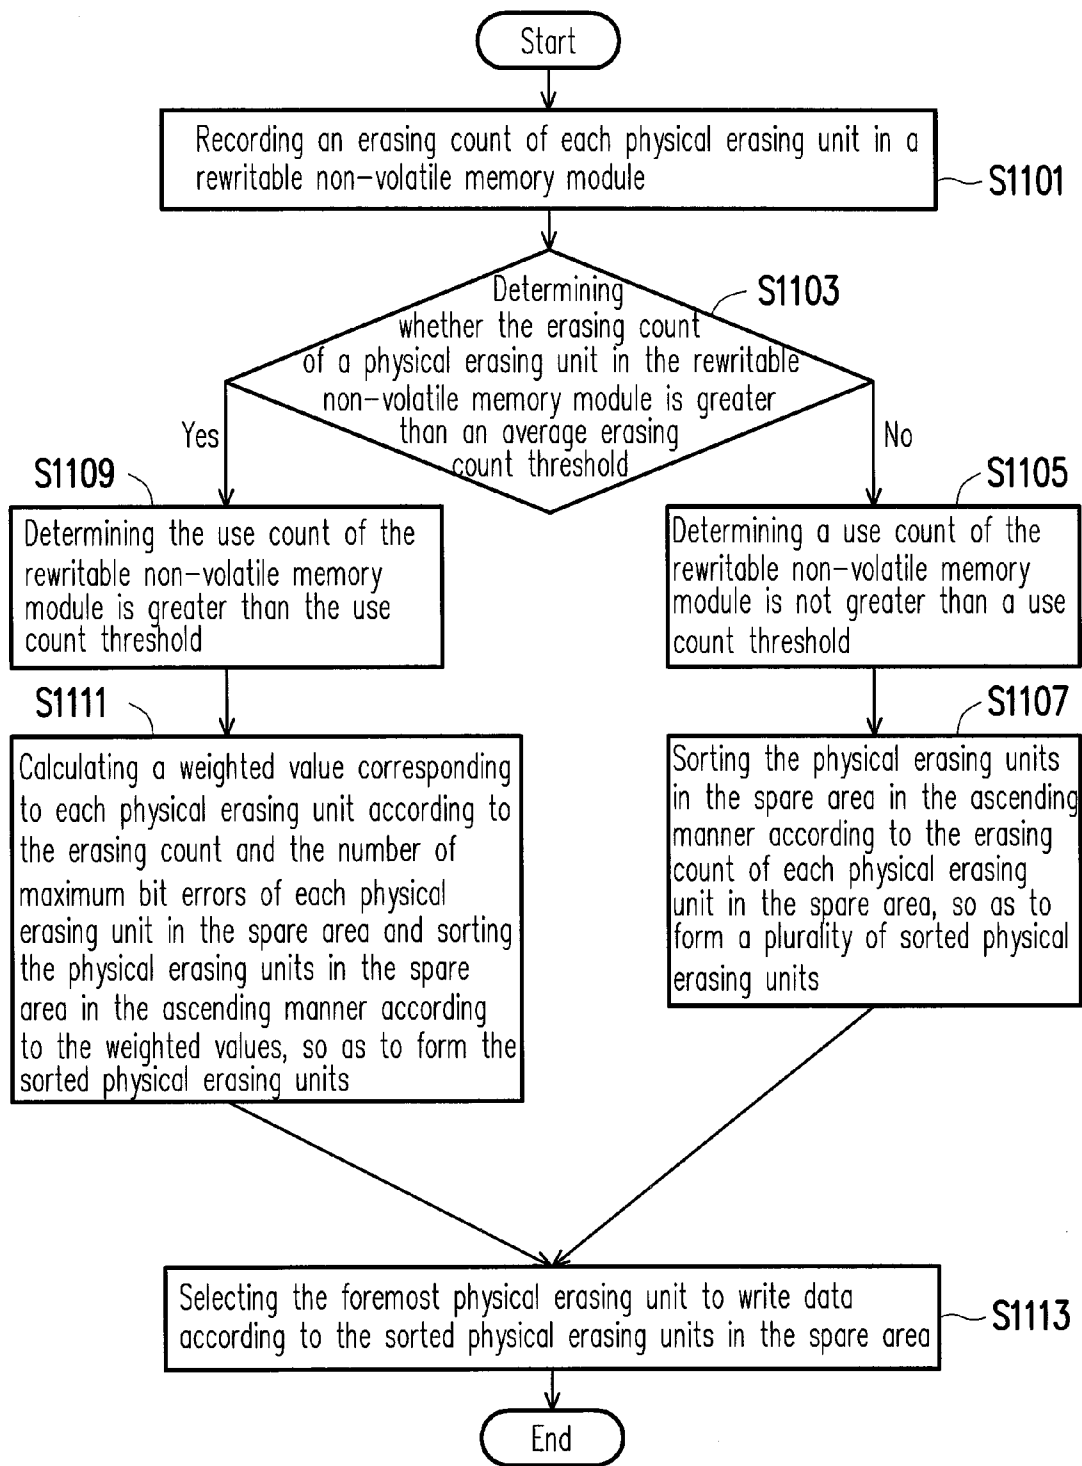 Start
Recording an erasing count of each physical erasing unit in a
rewritable non-volatile memory module
S1101
S1103
Determining
whether the erasing count
of a physical erasing unit in the rewritable
non-volatile memory module is greater
than an average erasing
count threshold
Yes
No
S1109
Determining the use count of the
rewritable non-volatile memory
module is greater than the use
count threshold
S1105
Determining a use count of the
rewritable non-volatile memory
module is not greater than a use
count threshold
S1111
Calculating a weighted value corresponding
to each physical erasing unit according to
the erasing count and the number of
maximum bit errors of each physical
erasing unit in the spare area and sorting
the physical erasing units in the spare
area in the ascending manner according
to the weighted values, so as to form the
sorted physical erasing units
S1107
Sorting the physical erasing units
in the spare area in the ascending
manner according to the erasing
count of each physical erasing
unit in the spare area, so as to
form a plurality of sorted physical
erasing units
Selecting the foremost physical erasing unit to write data
according to the sorted physical erasing units in the spare area
S1113
End